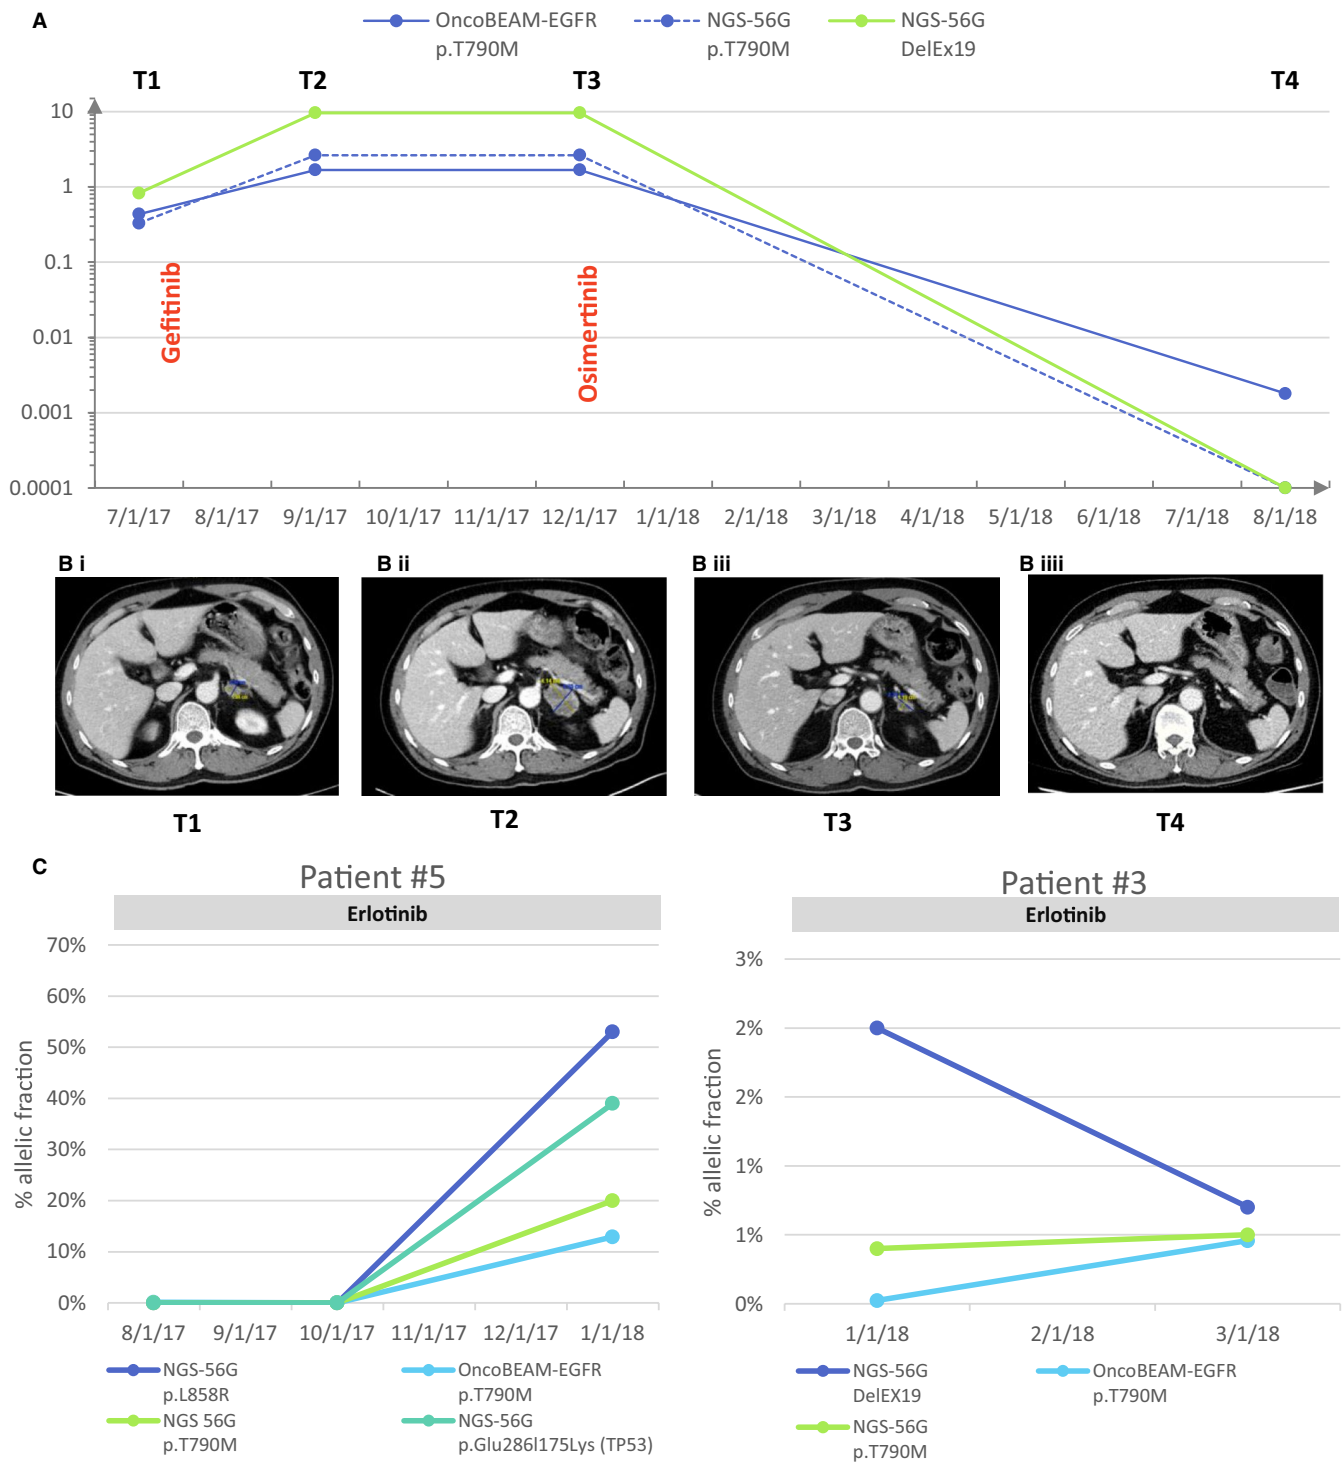 A
OncoBEAM-EGFR
p.T790M
NGS-56G
p.T790M
NGS-56G
DelEx19
T1
T2
T3
T4
10
1
0.1
0.01
0.001
0.0001
Gefitinib
Osimertinib
7/1/17 8/1/17 9/1/17 10/1/17 11/1/17 12/1/17 1/1/18 2/1/18 3/1/18 4/1/18 5/1/18 6/1/18 7/1/18 8/1/18
B i
B ii
B iii
B iiii
T1
T2
T3
T4
C
Patient #5
Erlotinib
% allelic fraction
70%
60%
50%
40%
30%
20%
10%
0%
8/1/17 9/1/17 10/1/17 11/1/17 12/1/17 1/1/18
NGS-56G
p.L858R
OncoBEAM-EGFR
p.T790M
NGS 56G
p.T790M
NGS-56G
p.Glu286l175Lys (TP53)
Patient #3
Erlotinib
% allelic fraction
3%
2%
2%
1%
1%
0%
1/1/18 2/1/18 3/1/18
NGS-56G
DelEX19
OncoBEAM-EGFR
p.T790M
NGS-56G
p.T790M